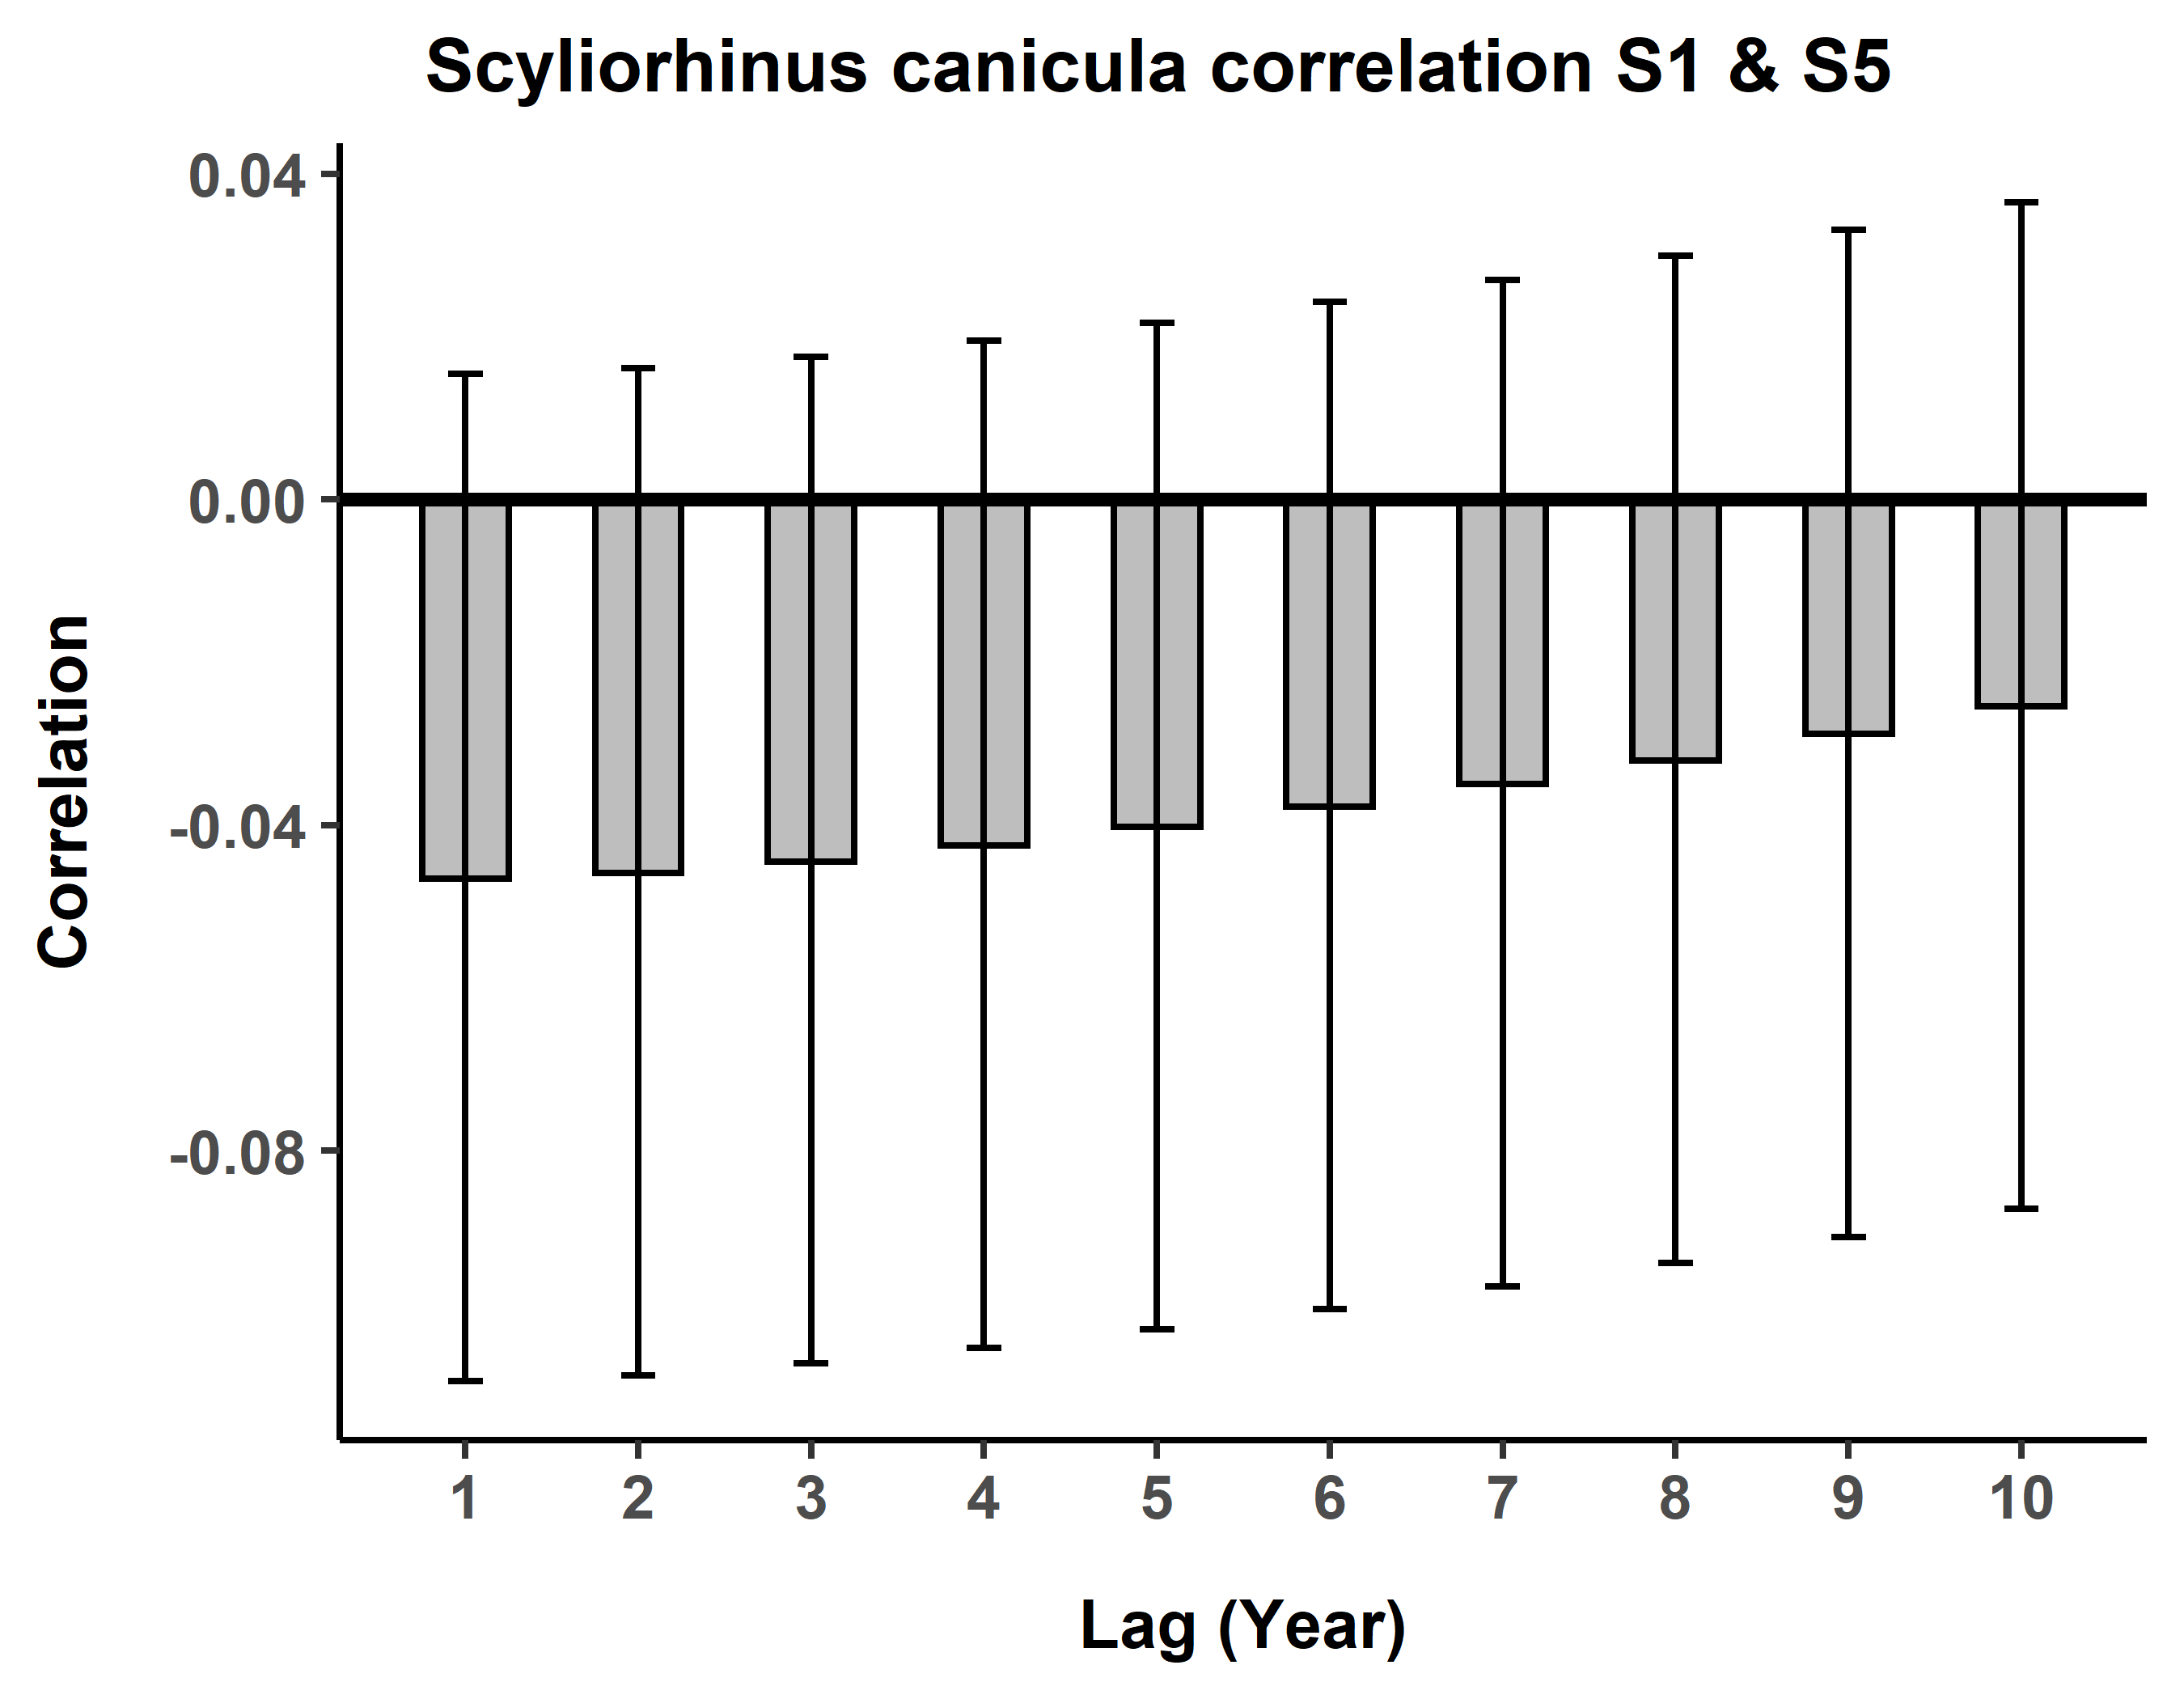 Scyliorhinus canicula correlation S1 & S5
0.04
0.00
-0.04
-0.08
Correlation
1 2 3 4 5 6 7 8 9 10
Lag (Year)